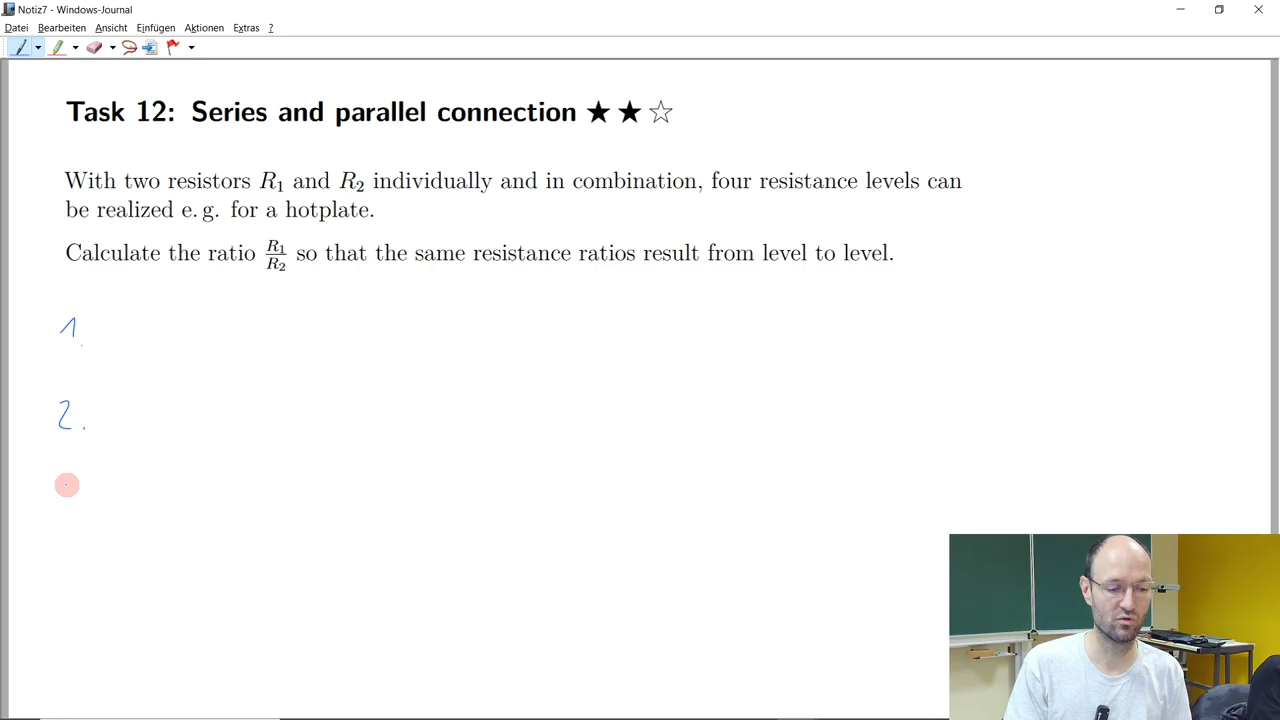 Notiz7 - Windows-Journal
Datei Bearbeiten Ansicht Einfügen Aktionen Extras ?
Task 12: Series and parallel connection ★★☆
With two resistors R₁ and R₂ individually and in combination, four resistance levels can
be realized e. g. for a hotplate.
Calculate the ratio R₁/R₂ so that the same resistance ratios result from level to level.
1.
2.